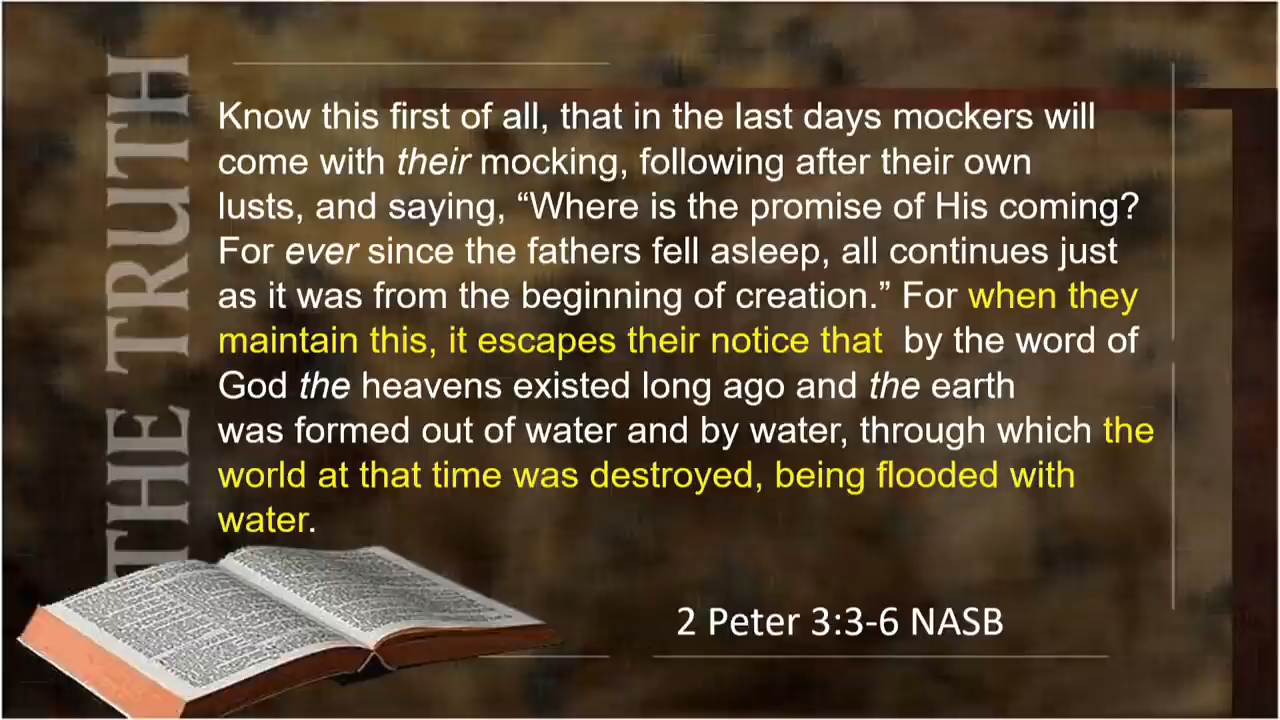 THE TRUTH
Know this first of all, that in the last days mockers will
come with their mocking, following after their own
lusts, and saying, “Where is the promise of His coming?
For ever since the fathers fell asleep, all continues just
as it was from the beginning of creation.” For when they
maintain this, it escapes their notice that by the word of
God the heavens existed long ago and the earth
was formed out of water and by water, through which the
world at that time was destroyed, being flooded with
water.
2 Peter 3:3-6 NASB